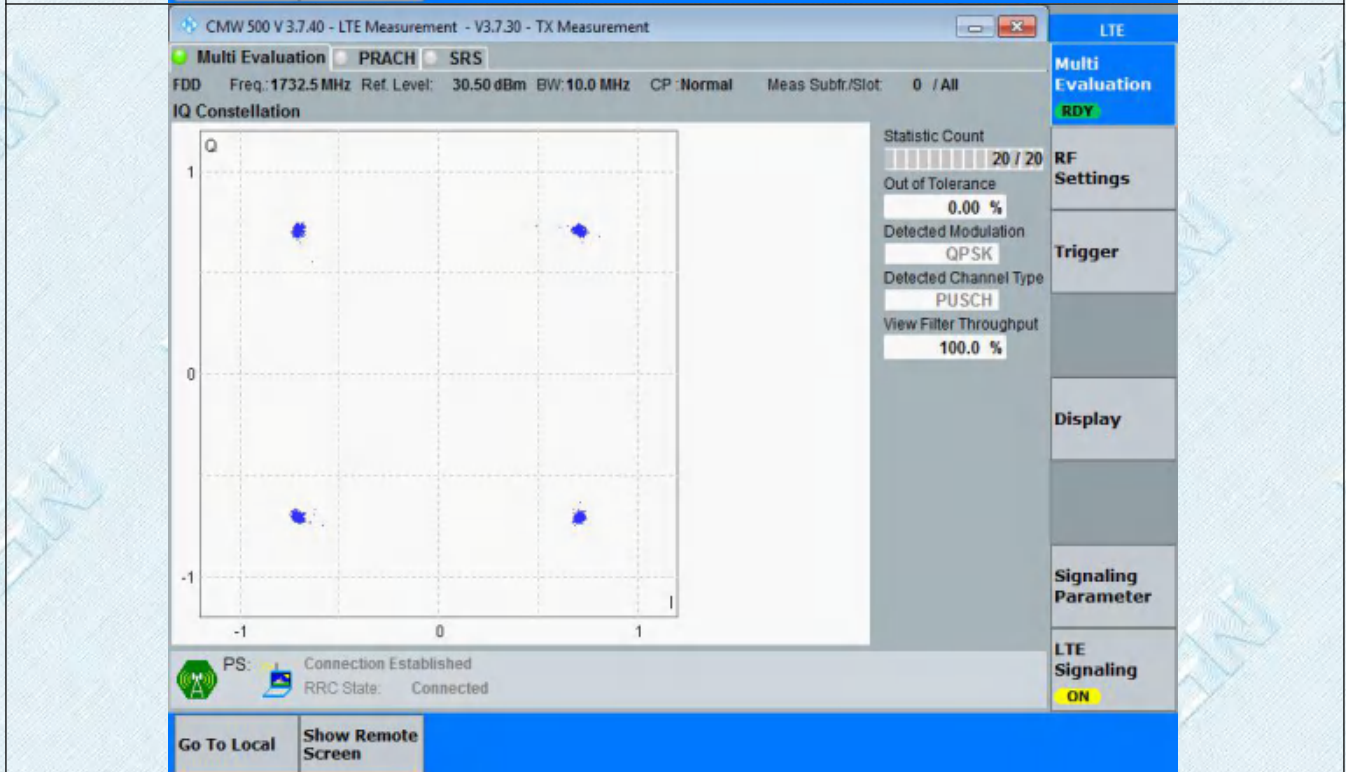 CMW 500 V 3.7.40 - LTE Measurement - V3.7.30 - TX Measurement
LTE
Multi Evaluation PRACH SRS
FDD Freq.: 1732.5 MHz Ref. Level: 30.50 dBm BW: 10.0 MHz CP : Normal Meas Subfr./Slot: 0 / All
IQ Constellation
Q
1
0
-1
-1 0 1
I
Statistic Count
20 / 20
Out of Tolerance
0.00 %
Detected Modulation
QPSK
Detected Channel Type
PUSCH
View Filter Throughput
100.0 %
Multi
Evaluation
RDY
RF
Settings
Trigger
Display
Signaling
Parameter
LTE
Signaling
ON
PS: Connection Established
RRC State: Connected
Go To Local
Show Remote
Screen